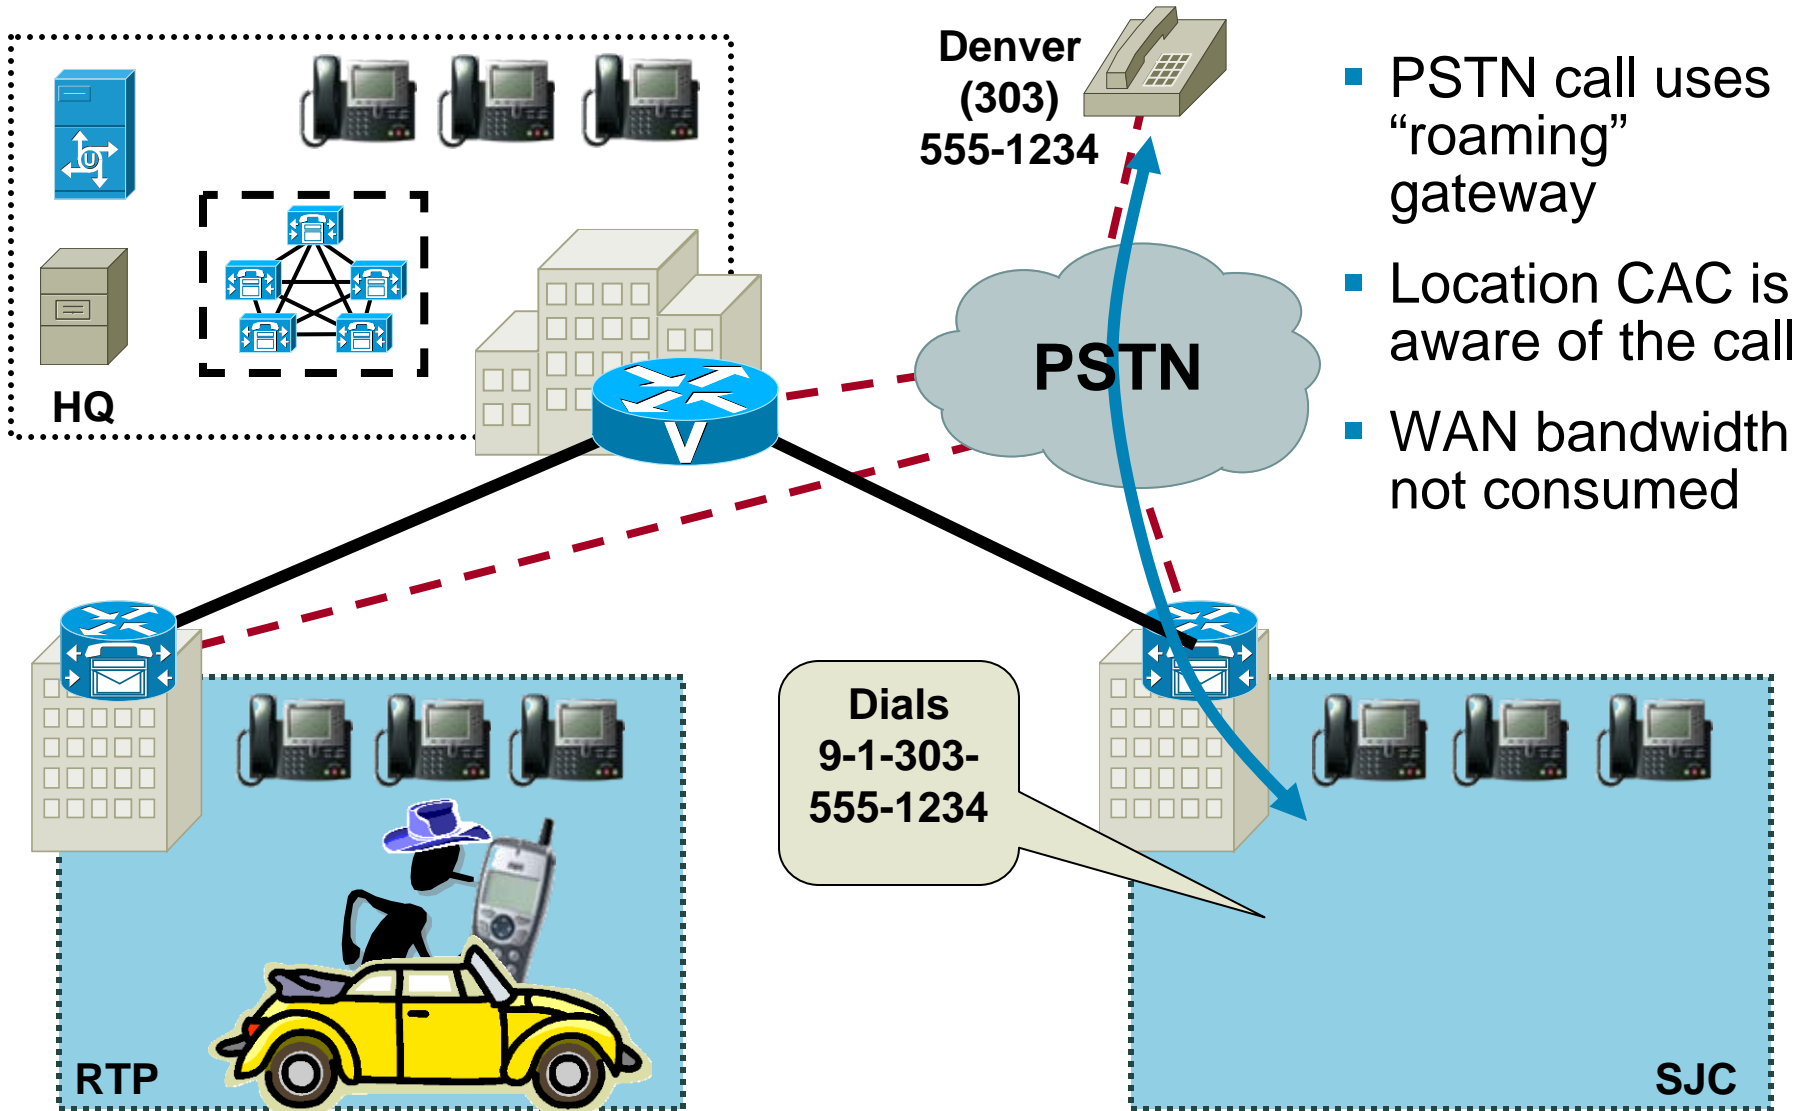 Denver
(303)
555-1234
PSTN call uses
“roaming”
gateway
Location CAC is
aware of the call
WAN bandwidth
not consumed
U
HQ
V
PSTN
Dials
9-1-303-
555-1234
RTP
SJC